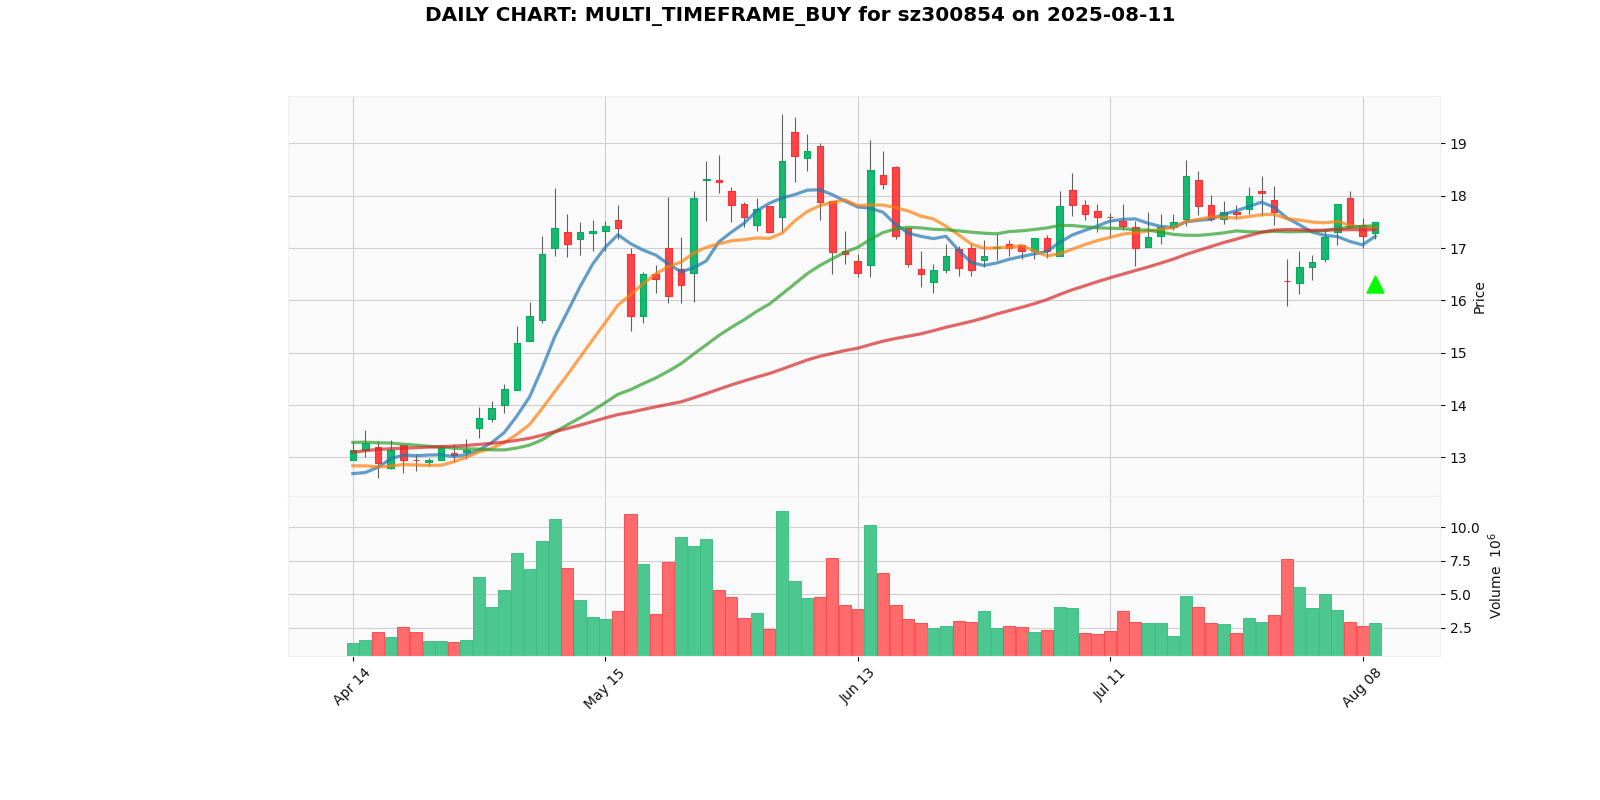 DAILY CHART: MULTI_TIMEFRAME_BUY for sz300854 on 2025-08-11
19
18
17
16
15
14
13
Price
10.0
7.5
5.0
2.5
Volume 10^6
Apr 14
May 15
Jun 13
Jul 11
Aug 08